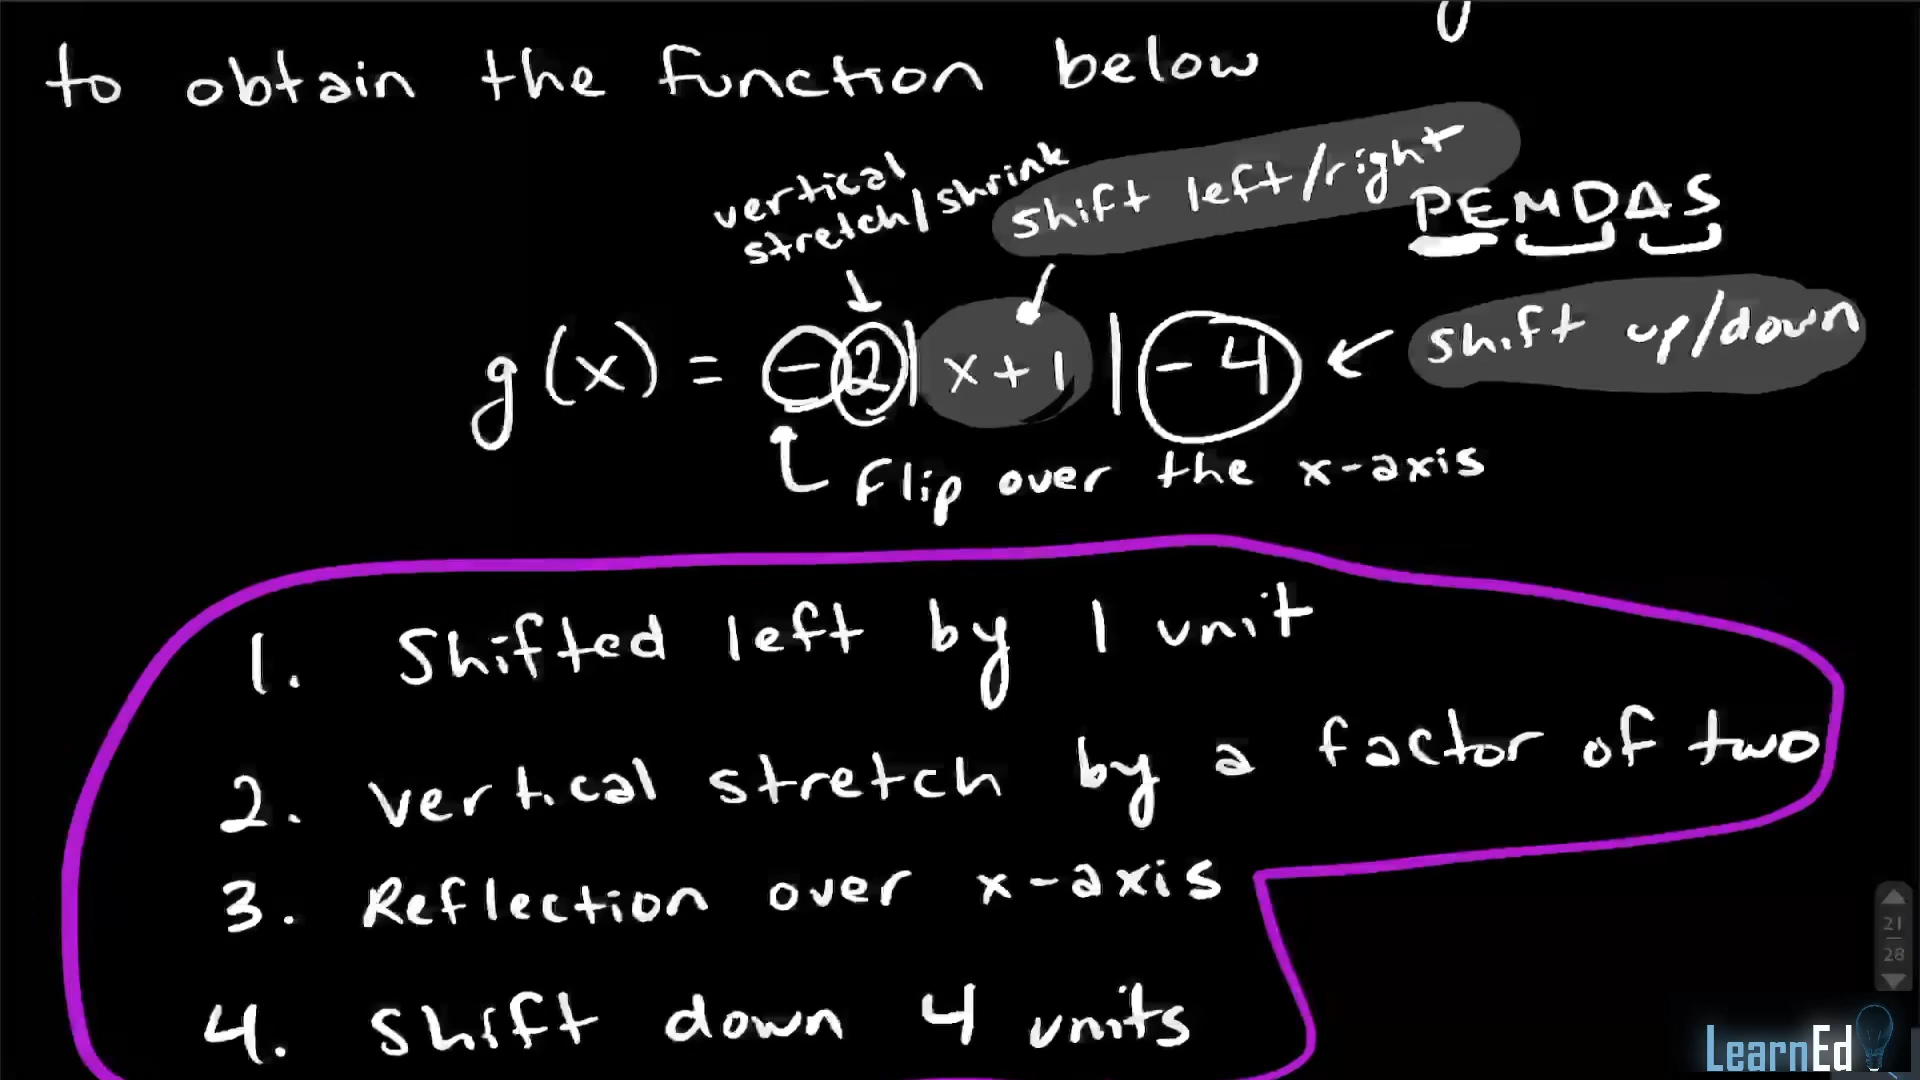 to obtain the function below
vertical
stretch/shrink
shift left/right
PEMDAS
g(x) = -2|x+1|-4
shift up/down
flip over the x-axis
1. Shifted left by 1 unit
2. vertical stretch by a factor of two
3. Reflection over x-axis
4. Shift down 4 units
21
28
LearnEd